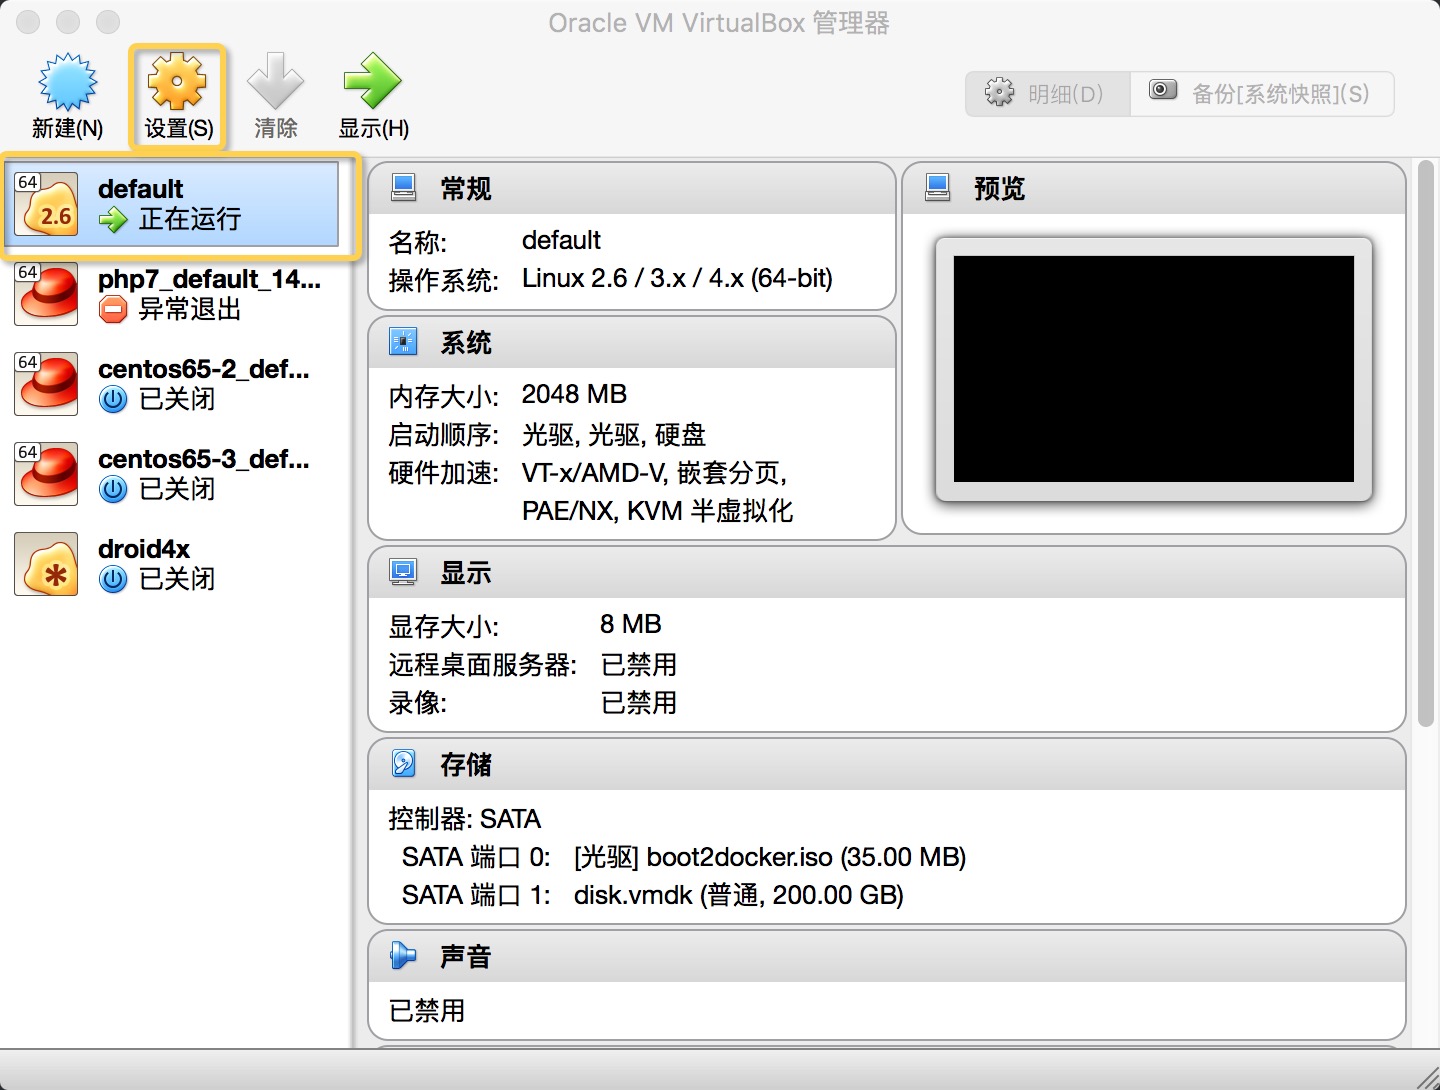 Oracle VM VirtualBox 管理器
新建(N)
设置(S)
清除
显示(H)
明细(D)
备份[系统快照](S)
64
2.6
default
正在运行
64
php7_default_14...
异常退出
64
centos65-2_def...
已关闭
64
centos65-3_def...
已关闭
droid4x
已关闭
常规
名称: default
操作系统: Linux 2.6 / 3.x / 4.x (64-bit)
预览
系统
内存大小: 2048 MB
启动顺序: 光驱, 光驱, 硬盘
硬件加速: VT-x/AMD-V, 嵌套分页,
PAE/NX, KVM 半虚拟化
显示
显存大小: 8 MB
远程桌面服务器: 已禁用
录像: 已禁用
存储
控制器: SATA
SATA 端口 0: [光驱] boot2docker.iso (35.00 MB)
SATA 端口 1: disk.vmdk (普通, 200.00 GB)
声音
已禁用